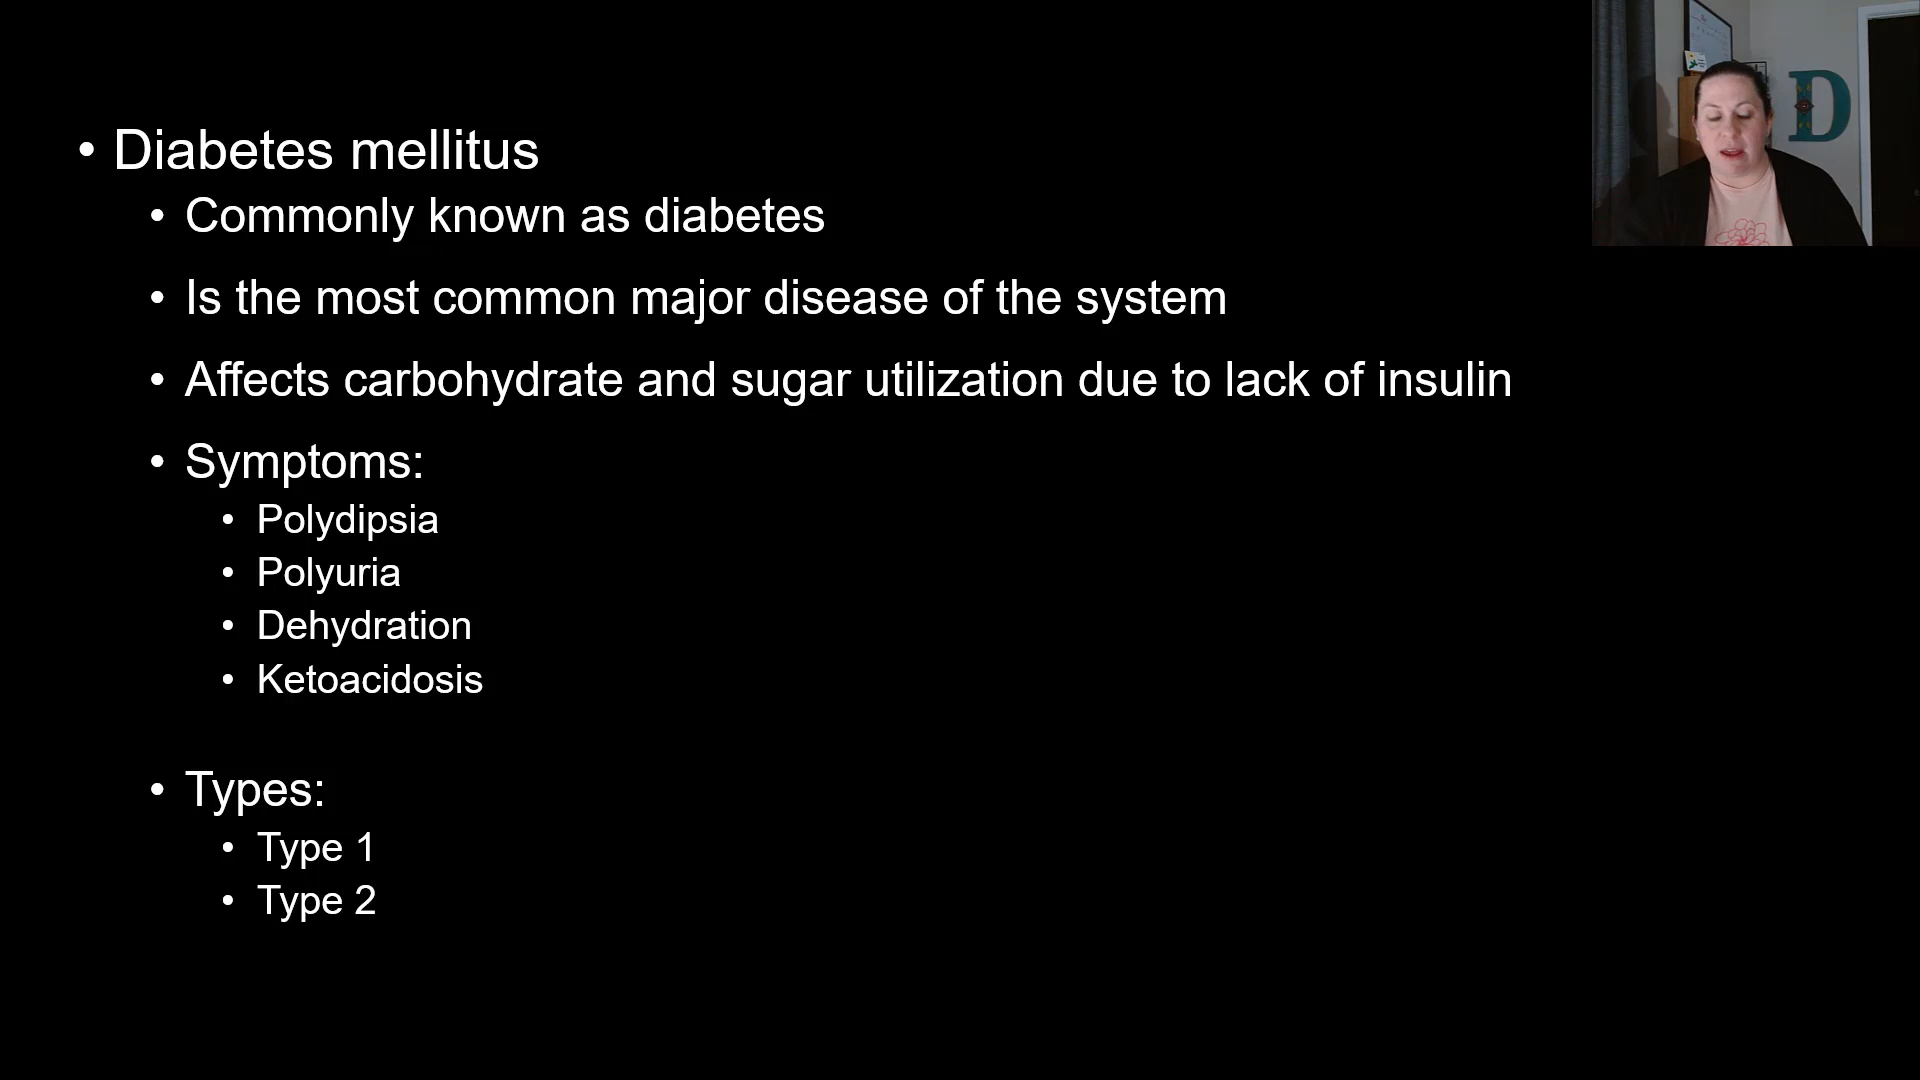 • Diabetes mellitus
• Commonly known as diabetes
• Is the most common major disease of the system
• Affects carbohydrate and sugar utilization due to lack of insulin
• Symptoms:
• Polydipsia
• Polyuria
• Dehydration
• Ketoacidosis
• Types:
• Type 1
• Type 2
D